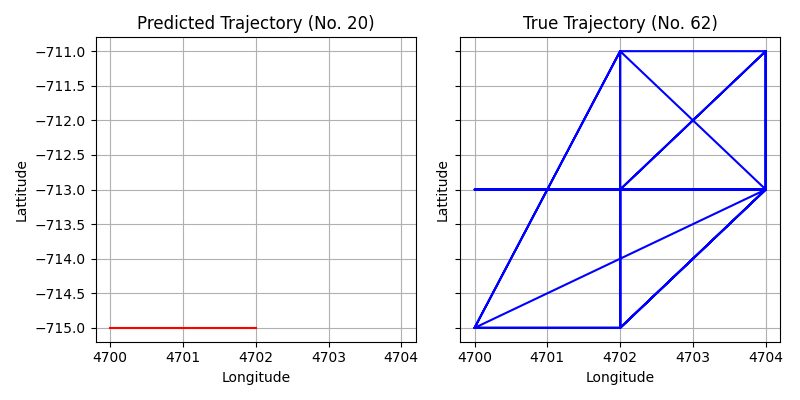 Predicted Trajectory (No. 20)
True Trajectory (No. 62)
Lattitude
−711.0
−711.5
−712.0
−712.5
−713.0
−713.5
−714.0
−714.5
−715.0
4700 4701 4702 4703 4704
Longitude
Lattitude
4700 4701 4702 4703 4704
Longitude